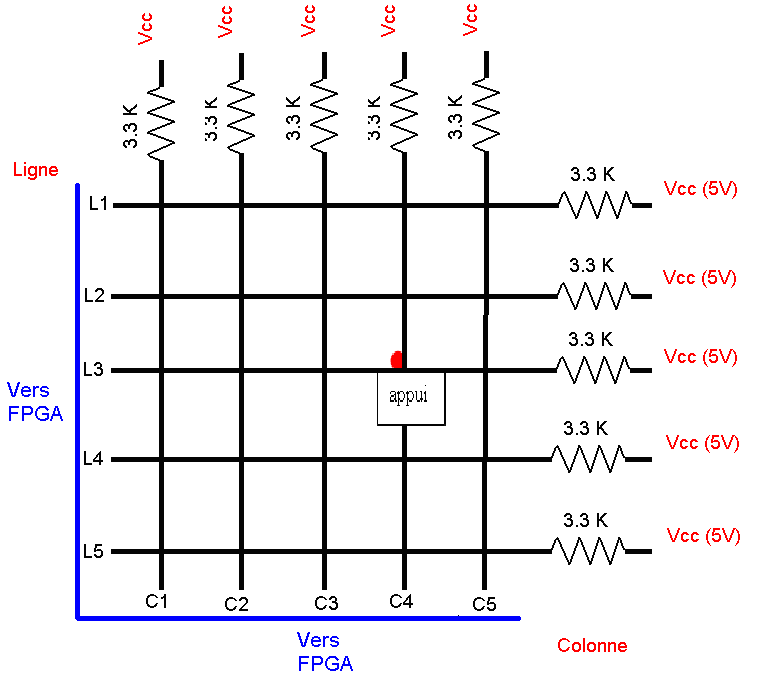 Vcc
Vcc
Vcc
Vcc
Vcc
3.3 K
3.3 K
3.3 K
3.3 K
3.3 K
Ligne
3.3 K
Vcc (5V)
L1
3.3 K
Vcc (5V)
L2
3.3 K
Vcc (5V)
L3
appui
Vers
FPGA
3.3 K
Vcc (5V)
L4
3.3 K
Vcc (5V)
L5
C1
C2
C3
C4
C5
Vers
FPGA
Colonne